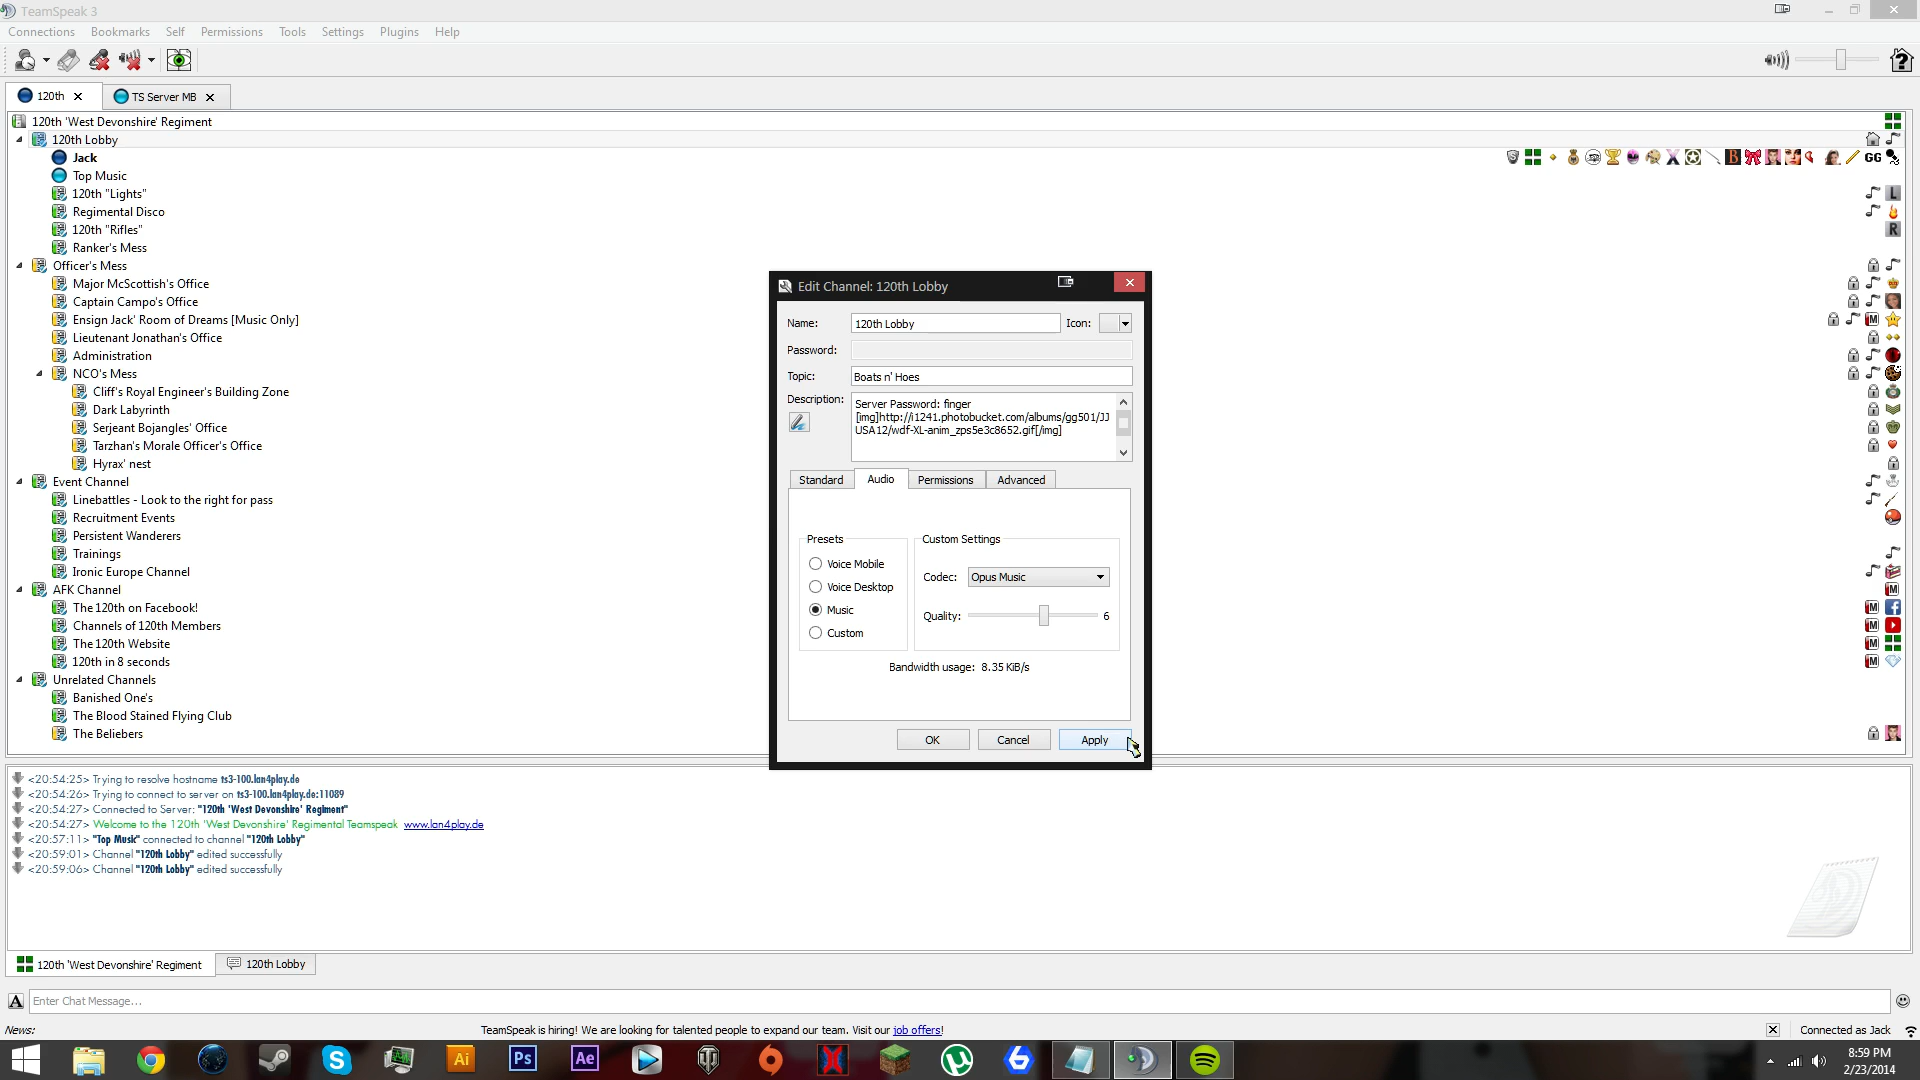 TeamSpeak 3
Connections Bookmarks Self Permissions Tools Settings Plugins Help
120th
TS Server MB
120th 'West Devonshire' Regiment
120th Lobby
Jack
GG
Top Music
120th "Lights"
L
Regimental Disco
120th "Rifles"
R
Ranker's Mess
Officer's Mess
Major McScottish's Office
Captain Campo's Office
Ensign Jack' Room of Dreams [Music Only]
M
Lieutenant Jonathan's Office
Administration
NCO's Mess
Cliff's Royal Engineer's Building Zone
Dark Labyrinth
Serjeant Bojangles' Office
Tarzhan's Morale Officer's Office
Hyrax' nest
Event Channel
Linebattles - Look to the right for pass
Recruitment Events
Persistent Wanderers
Trainings
Ironic Europe Channel
AFK Channel
M
The 120th on Facebook!
M
Channels of 120th Members
M
The 120th Website
M
120th in 8 seconds
M
Unrelated Channels
Banished One's
The Blood Stained Flying Club
The Beliebers
Edit Channel: 120th Lobby
Name: 120th Lobby Icon:
Password:
Topic: Boats n' Hoes
Description: Server Password: finger
[img]http://i1241.photobucket.com/albums/gg501/JJ
USA12/wdf-XL-anim_zps5e3c8652.gif[/img]
Standard Audio Permissions Advanced
Presets
Voice Mobile
Voice Desktop
Music
Custom
Custom Settings
Codec: Opus Music
Quality: 6
Bandwidth usage: 8.35 KiB/s
OK Cancel Apply
<20:54:25> Trying to resolve hostname ts3-100.lan4play.de
<20:54:26> Trying to connect to server on ts3-100.lan4play.de:11089
<20:54:27> Connected to Server: "120th 'West Devonshire' Regiment"
<20:54:27> Welcome to the 120th 'West Devonshire' Regimental Teamspeak www.lan4play.de
<20:57:11> "Top Musk" connected to channel "120th Lobby"
<20:59:01> Channel "120th Lobby" edited successfully
<20:59:06> Channel "120th Lobby" edited successfully
120th 'West Devonshire' Regiment
120th Lobby
A Enter Chat Message...
News: TeamSpeak is hiring! We are looking for talented people to expand our team. Visit our job offers!
Connected as Jack
Ai
Ps
Ae
8:59 PM
2/23/2014